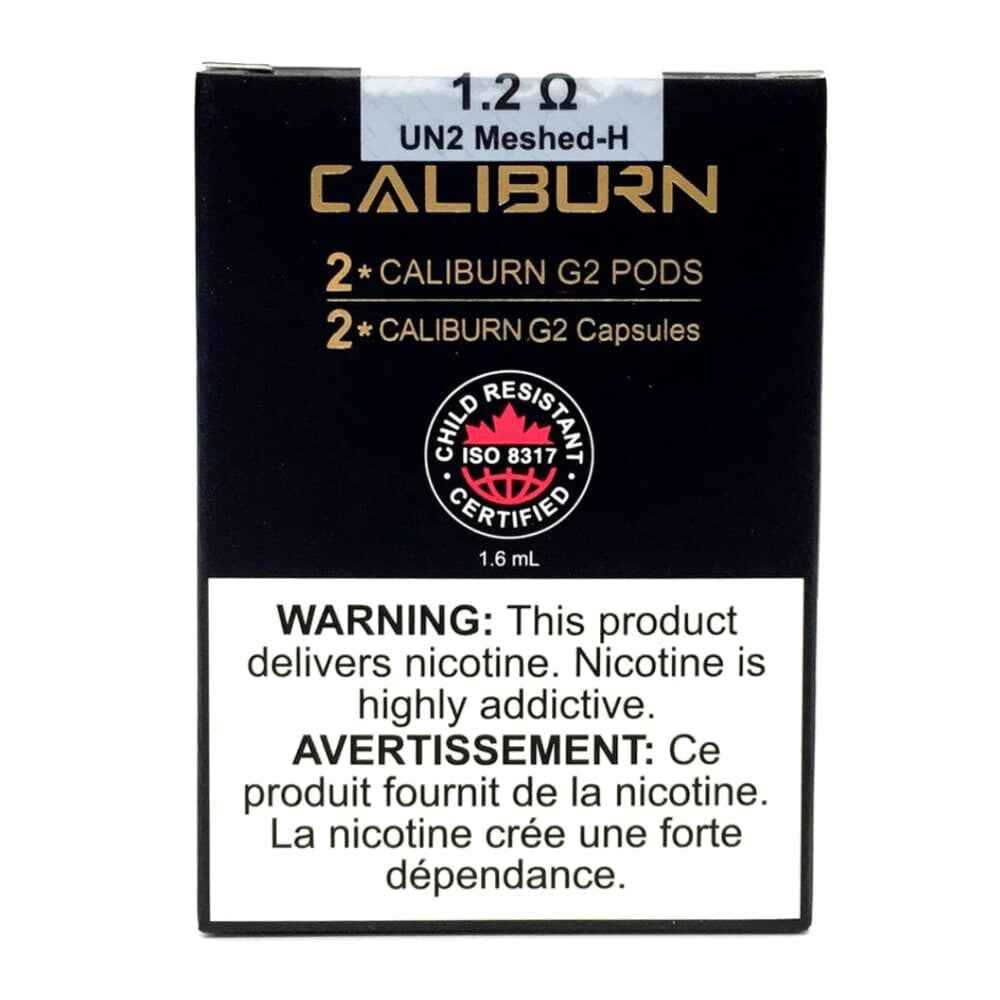 1.2 Ω
UN2 Meshed-H
CALIBURN
2* CALIBURN G2 PODS
2* CALIBURN G2 Capsules
CHILD RESISTANT
ISO 8317
• CERTIFIED •
1.6 mL
WARNING: This product
delivers nicotine. Nicotine is
highly addictive.
AVERTISSEMENT: Ce
produit fournit de la nicotine.
La nicotine crée une forte
dépendance.